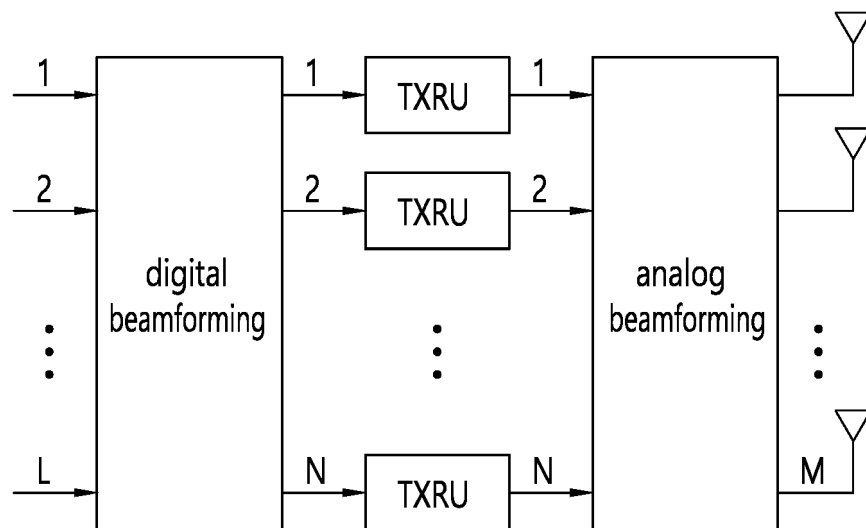 1 1 TXRU 1
2 2 TXRU 2
digital
beamforming
analog
beamforming
L N TXRU N M